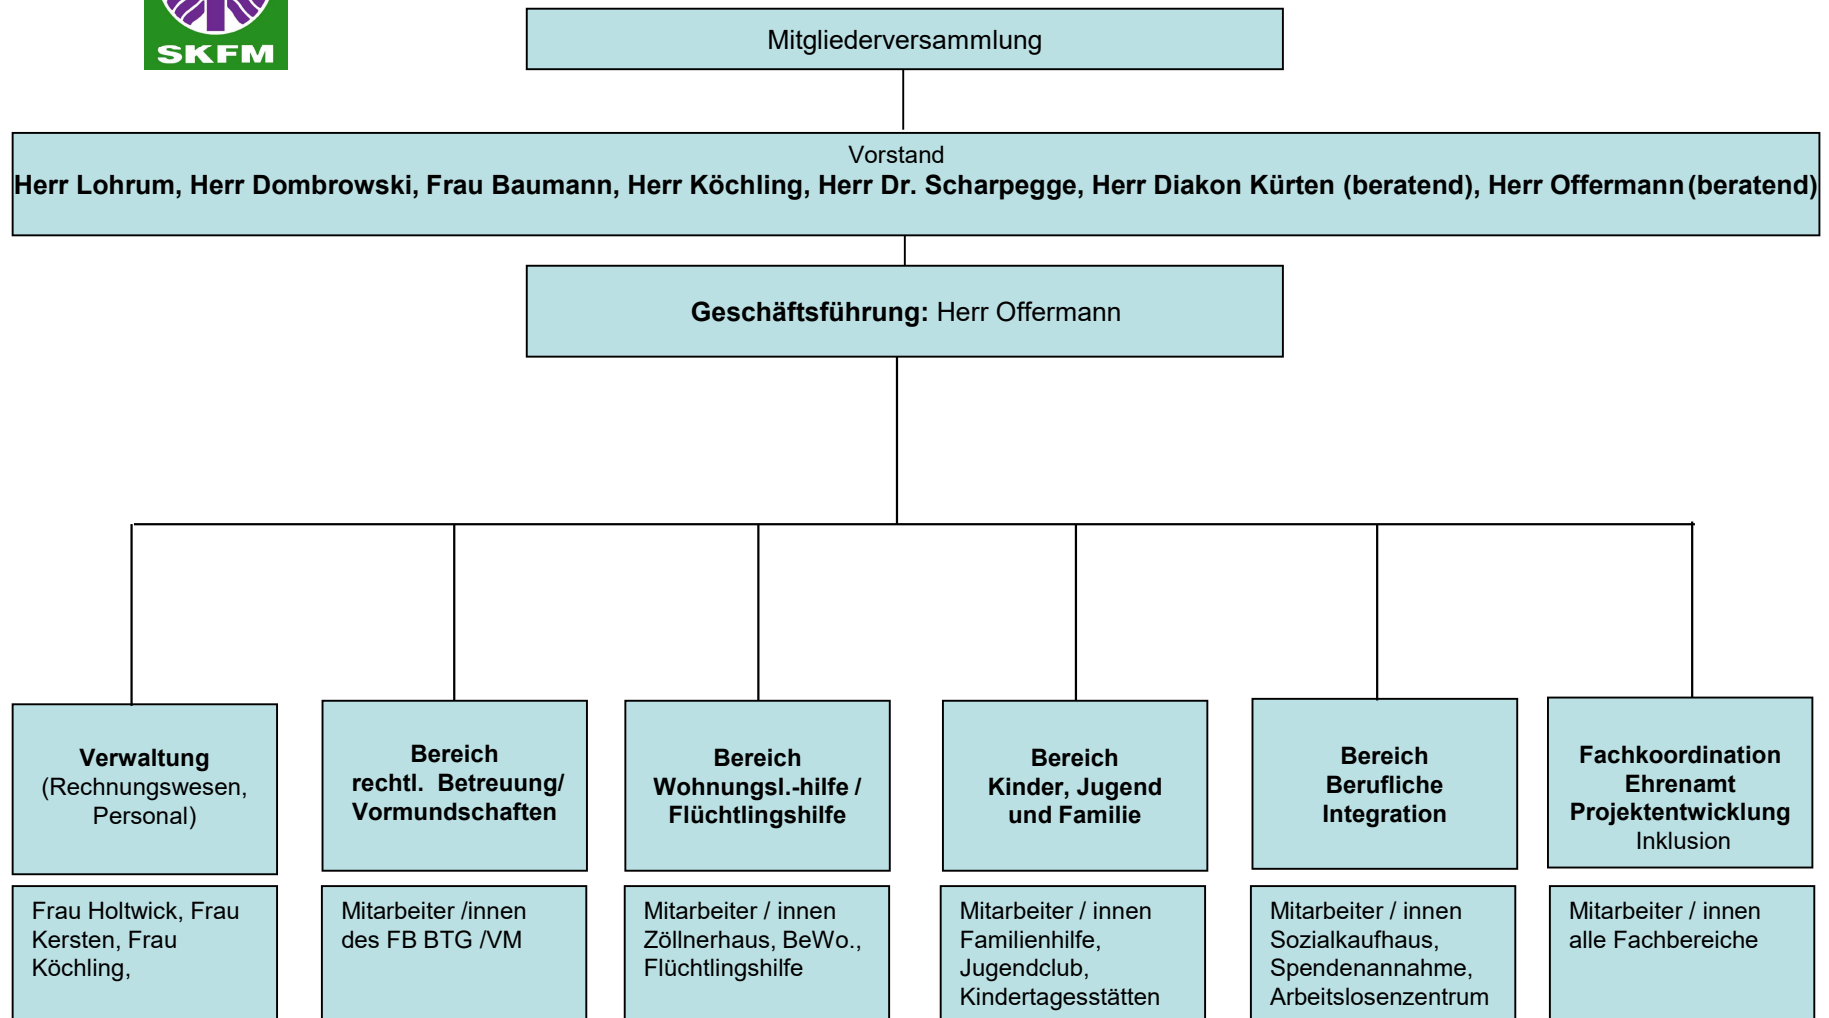 SKFM
Mitgliederversammlung
Vorstand
Herr Lohrum, Herr Dombrowski, Frau Baumann, Herr Köchling, Herr Dr. Scharpegge, Herr Diakon Kürten (beratend), Herr Offermann (beratend)
Geschäftsführung: Herr Offermann
Verwaltung
(Rechnungswesen,
Personal)
Bereich
rechtl. Betreuung/
Vormundschaften
Bereich
Wohnungsl.-hilfe /
Flüchtlingshilfe
Bereich
Kinder, Jugend
und Familie
Bereich
Berufliche
Integration
Fachkoordination
Ehrenamt
Projektentwicklung
Inklusion
Frau Holtwick, Frau
Kersten, Frau
Köchling,
Mitarbeiter /innen
des FB BTG /VM
Mitarbeiter / innen
Zöllnerhaus, BeWo.,
Flüchtlingshilfe
Mitarbeiter / innen
Familienhilfe,
Jugendclub,
Kindertagesstätten
Mitarbeiter / innen
Sozialkaufhaus,
Spendenannahme,
Arbeitslosenzentrum
Mitarbeiter / innen
alle Fachbereiche